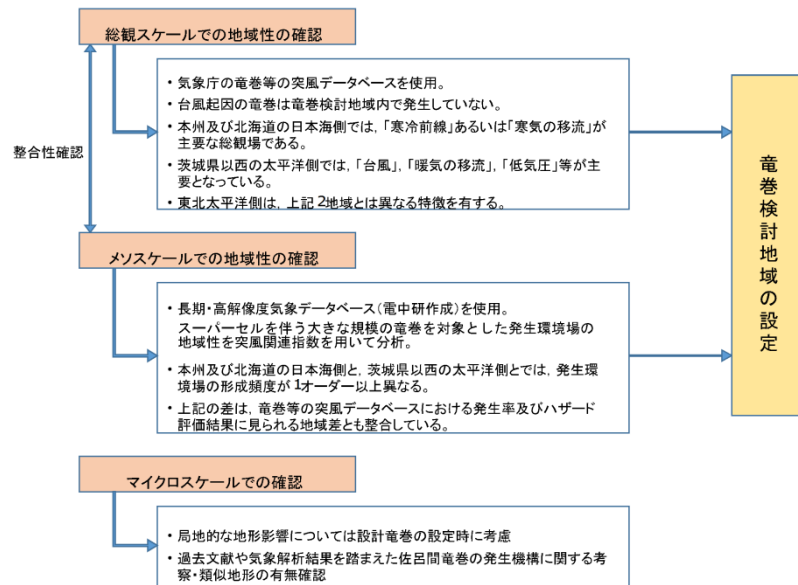 総観スケールでの地域性の確認
・気象庁の竜巻等の突風データベースを使用。
・台風起因の竜巻は竜巻検討地域内で発生していない。
・本州及び北海道の日本海側では,「寒冷前線」あるいは「寒気の移流」が
主要な総観場である。
・茨城県以西の太平洋側では,「台風」,「暖気の移流」,「低気圧」等が主
要となっている。
・東北太平洋側は,上記2地域とは異なる特徴を有する。
整合性確認
メソスケールでの地域性の確認
・長期・高解像度気象データベース(電中研作成)を使用。
スーパーセルを伴う大きな規模の竜巻を対象とした発生環境場の
地域性を突風関連指数を用いて分析。
・本州及び北海道の日本海側と,茨城県以西の太平洋側とでは,発生環
境場の形成頻度が1オーダー以上異なる。
・上記の差は,竜巻等の突風データベースにおける発生率及びハザード
評価結果に見られる地域差とも整合している。
マイクロスケールでの確認
・局地的な地形影響については設計竜巻の設定時に考慮
・過去文献や気象解析結果を踏まえた佐呂間竜巻の発生機構に関する考
察・類似地形の有無確認
竜巻検討地域の設定